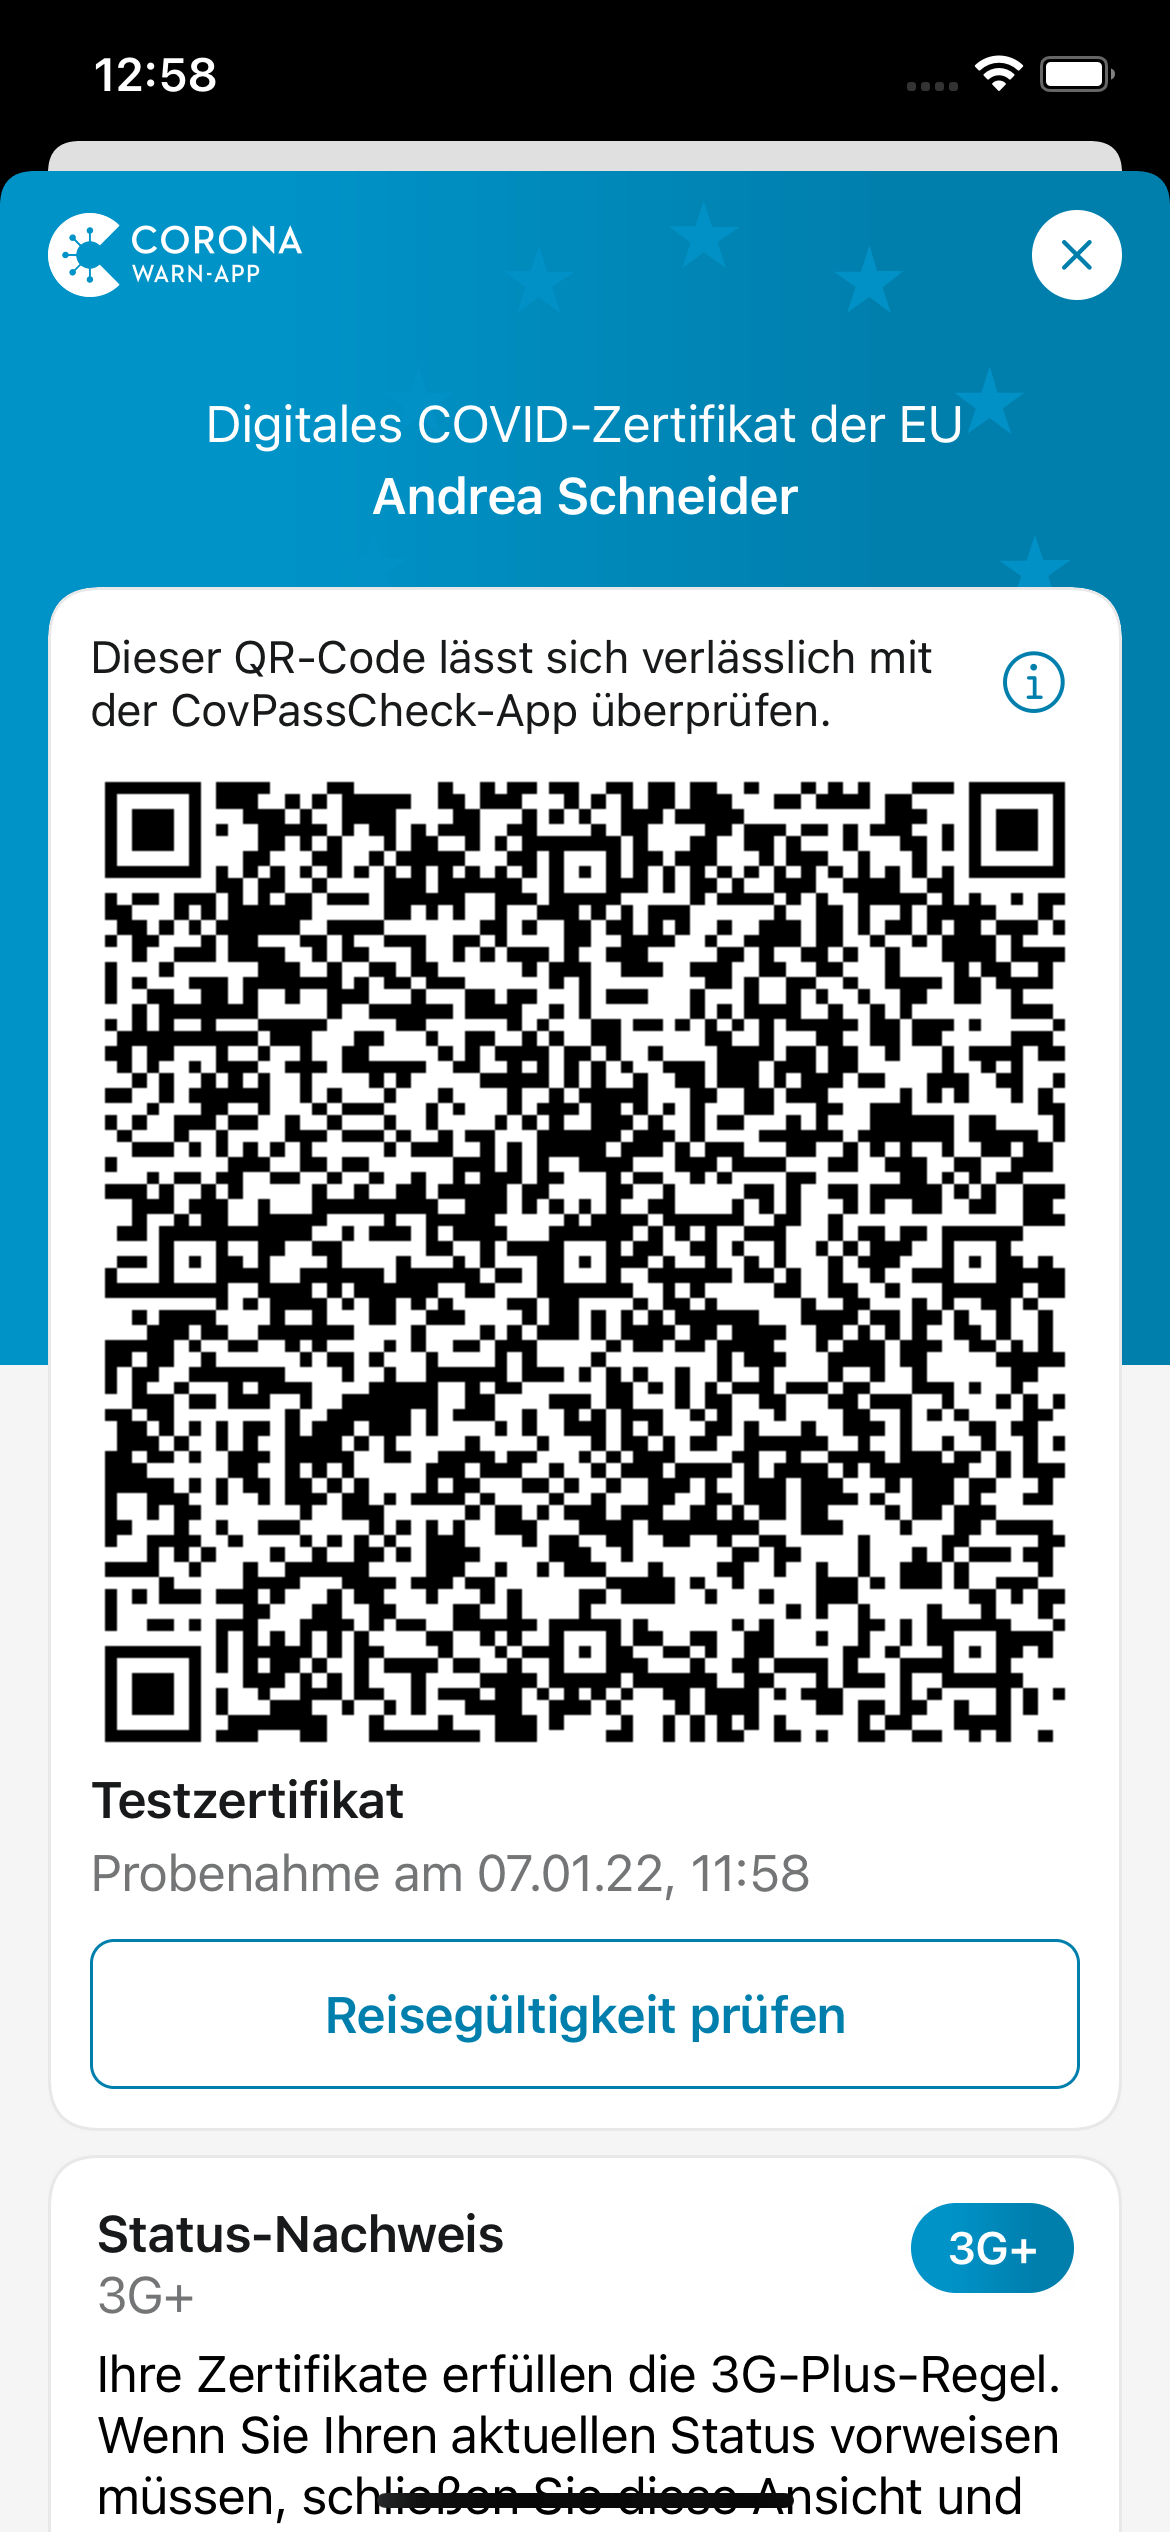 12:58
CORONA
WARN-APP
Digitales COVID-Zertifikat der EU
Andrea Schneider
Dieser QR-Code lässt sich verlässlich mit
der CovPassCheck-App überprüfen.
Testzertifikat
Probenahme am 07.01.22, 11:58
Reisegültigkeit prüfen
Status-Nachweis
3G+
3G+
Ihre Zertifikate erfüllen die 3G-Plus-Regel.
Wenn Sie Ihren aktuellen Status vorweisen
müssen, schließen Sie diese Ansicht und